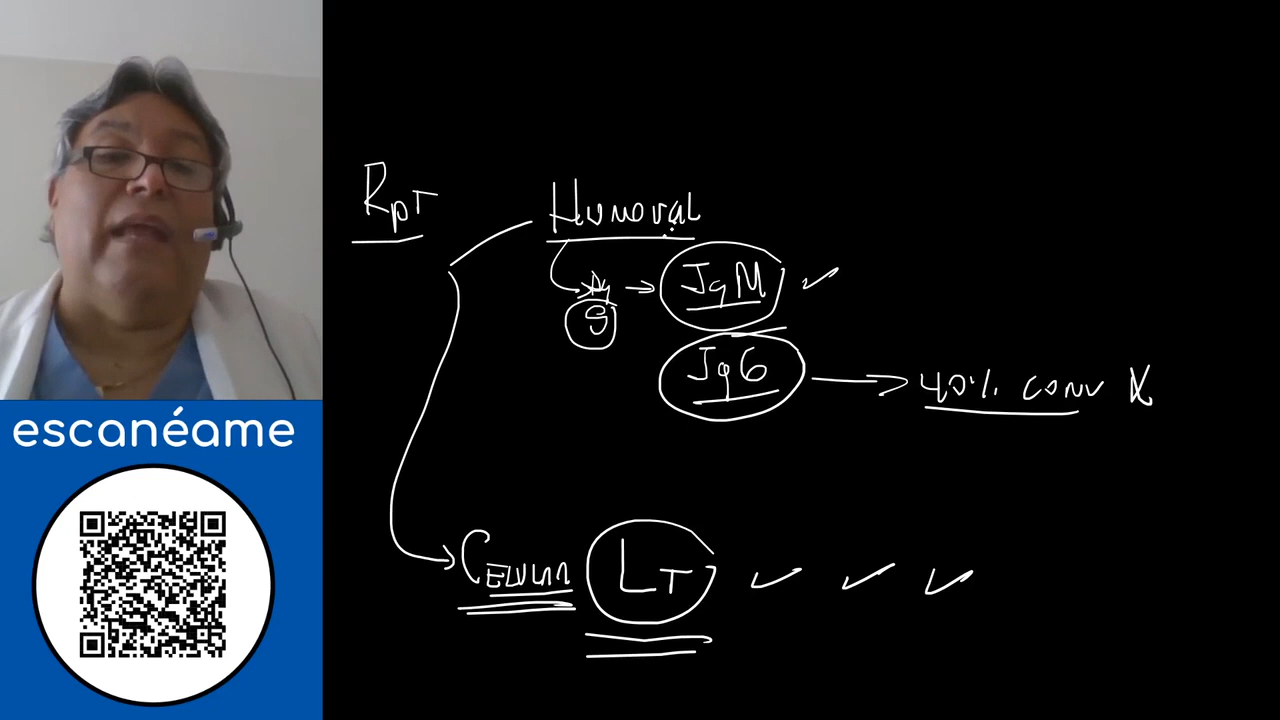 RpT
Humoral
IgM
S
IgG
40% conv
Celular LT
escanéame